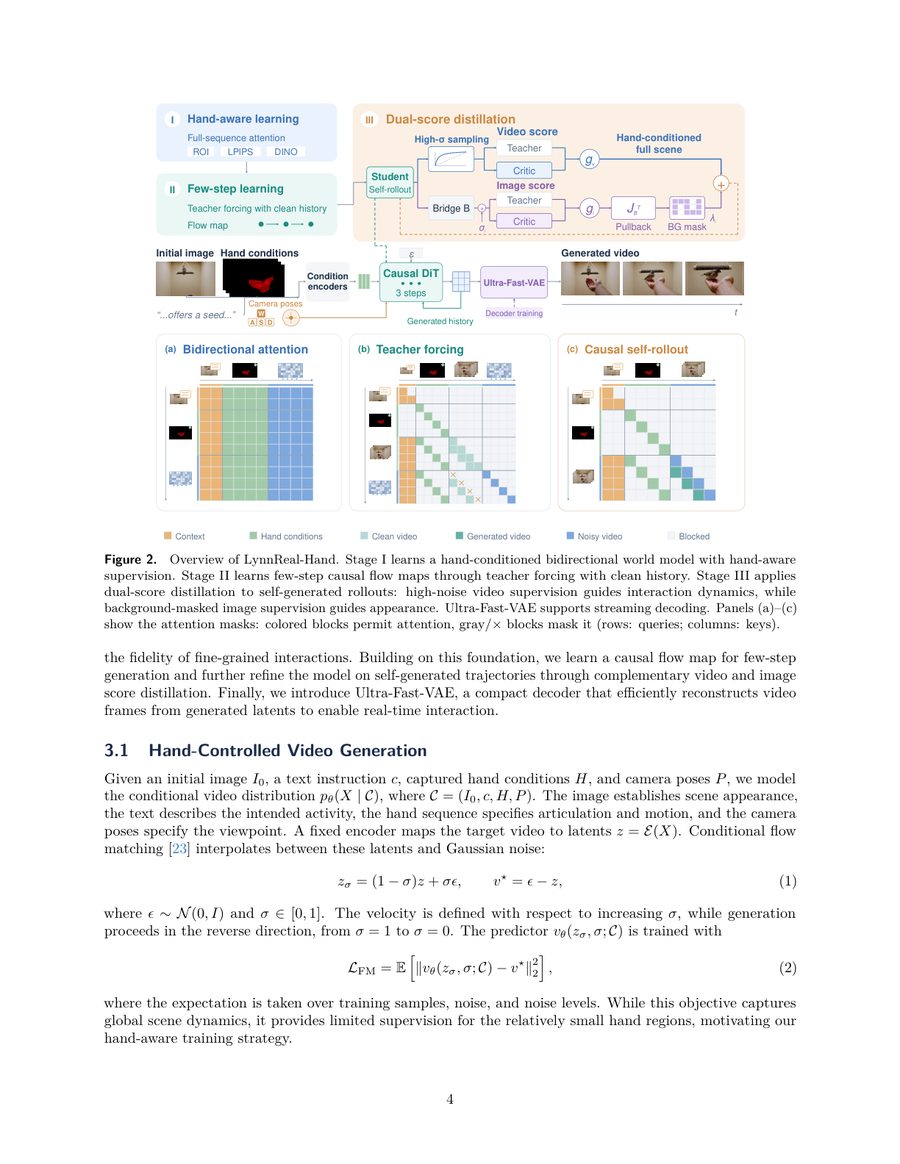 I Hand-aware learning
Full-sequence attention
ROI LPIPS DINO
II Few-step learning
Teacher forcing with clean history
Flow map
III Dual-score distillation
High-σ sampling
Video score
Teacher
Critic
Hand-conditioned
full scene
Student
Self-rollout
Image score
Bridge B
Teacher
Critic
σ
Pullback
BG mask
λ
Initial image
Hand conditions
"...offers a seed..."
Camera poses
W
A S D
Condition
encoders
ε
Causal DiT
3 steps
Generated history
Ultra-Fast-VAE
Decoder training
Generated video
t
(a) Bidirectional attention
(b) Teacher forcing
(c) Causal self-rollout
Context
Hand conditions
Clean video
Generated video
Noisy video
Blocked
Figure 2. Overview of LynnReal-Hand. Stage I learns a hand-conditioned bidirectional world model with hand-aware
supervision. Stage II learns few-step causal flow maps through teacher forcing with clean history. Stage III applies
dual-score distillation to self-generated rollouts: high-noise video supervision guides interaction dynamics, while
background-masked image supervision guides appearance. Ultra-Fast-VAE supports streaming decoding. Panels (a)–(c)
show the attention masks: colored blocks permit attention, gray/× blocks mask it (rows: queries; columns: keys).
the fidelity of fine-grained interactions. Building on this foundation, we learn a causal flow map for few-step
generation and further refine the model on self-generated trajectories through complementary video and image
score distillation. Finally, we introduce Ultra-Fast-VAE, a compact decoder that efficiently reconstructs video
frames from generated latents to enable real-time interaction.
3.1 Hand-Controlled Video Generation
Given an initial image I₀, a text instruction c, captured hand conditions H, and camera poses P, we model
the conditional video distribution pθ(X | C), where C = (I₀, c, H, P). The image establishes scene appearance,
the text describes the intended activity, the hand sequence specifies articulation and motion, and the camera
poses specify the viewpoint. A fixed encoder maps the target video to latents z = E(X). Conditional flow
matching [23] interpolates between these latents and Gaussian noise:
zσ = (1 − σ)z + σϵ, v⋆ = ϵ − z, (1)
where ϵ ∼ N(0, I) and σ ∈ [0, 1]. The velocity is defined with respect to increasing σ, while generation
proceeds in the reverse direction, from σ = 1 to σ = 0. The predictor vθ(zσ, σ; C) is trained with
L_FM = E [‖vθ(zσ, σ; C) − v⋆‖₂²], (2)
where the expectation is taken over training samples, noise, and noise levels. While this objective captures
global scene dynamics, it provides limited supervision for the relatively small hand regions, motivating our
hand-aware training strategy.
4